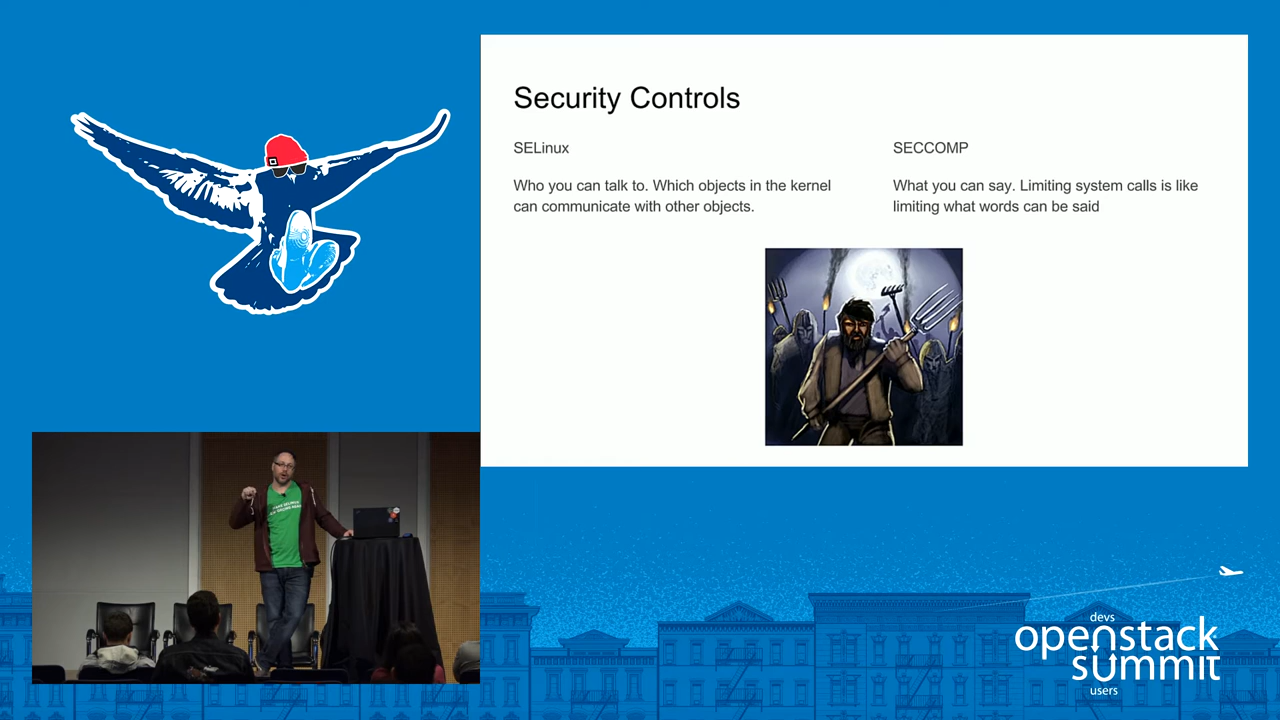 Security Controls
SELinux
Who you can talk to. Which objects in the kernel
can communicate with other objects.
SECCOMP
What you can say. Limiting system calls is like
limiting what words can be said
devs
openstack
summit
users